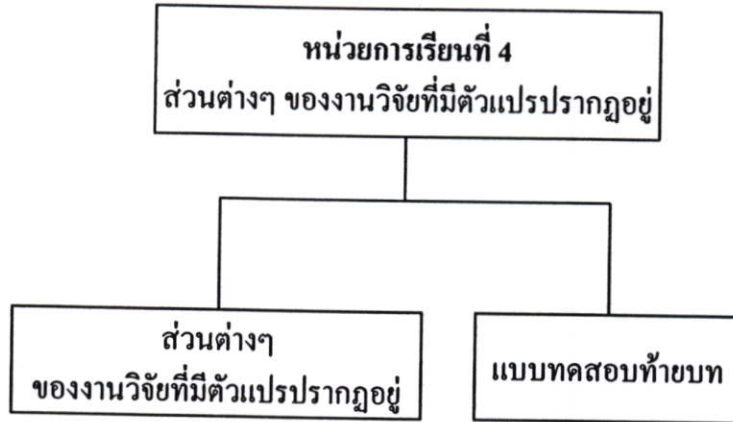 หน่วยการเรียนที่ 4
ส่วนต่างๆ ของงานวิจัยที่มีตัวแปรปรากฏอยู่
ส่วนต่างๆ
ของงานวิจัยที่มีตัวแปรปรากฏอยู่
แบบทดสอบท้ายบท